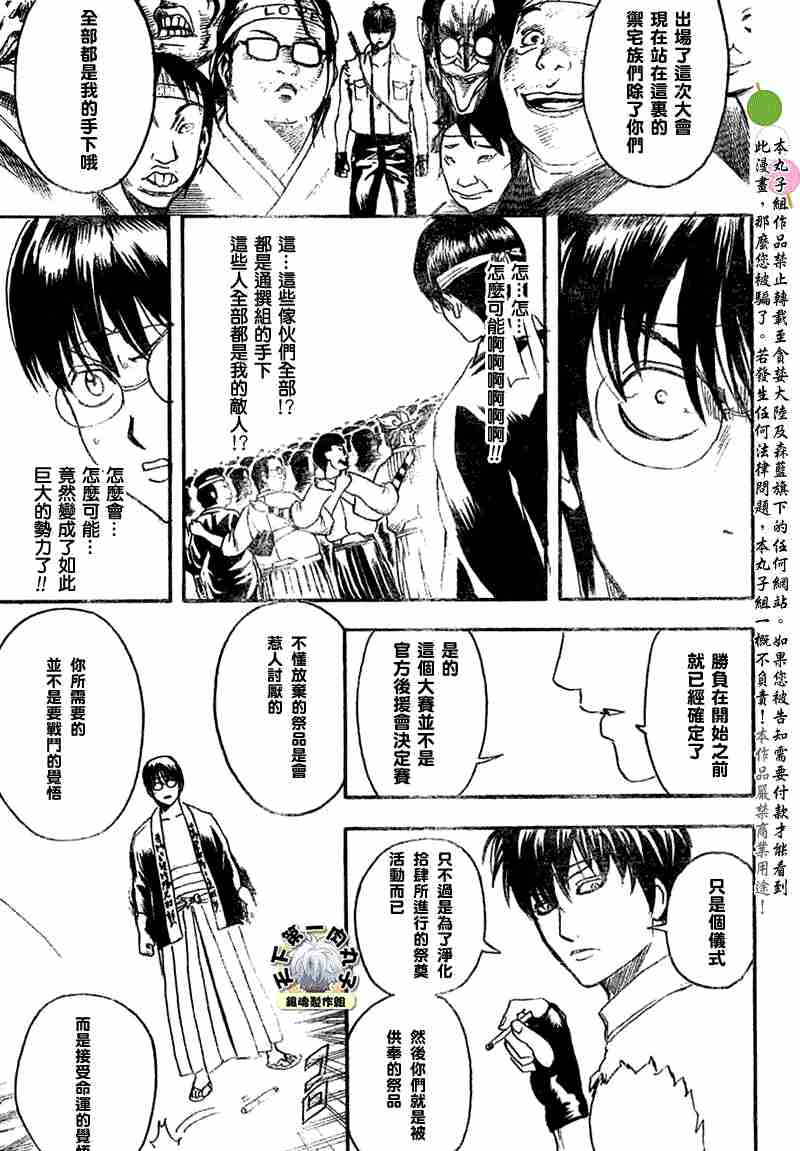 出場了這次大會
現在站在這裏的
禦宅族們除了你們
全部都是我的手下哦
LO
怎…怎…
怎麼可能啊啊啊啊啊啊!!
這…這些傢伙們全部!?
都是通撰組的手下
這些人全部都是我的敵人!?
怎麼會…
怎麼可能…
竟然變成了如此
巨大的勢力了!!
勝負在開始之前
就已經確定了
是的
這個大賽並不是
官方後援會決定賽
不懂放棄的祭品是會
惹人討厭的
你所需要的
並不是要戰鬥的覺悟
只是個儀式
只不過是為了淨化
拾肆所進行的祭奠
活動而已
然後你們就是被
供奉的祭品
而是接受命運的覺悟
天下第一肉丸子
組漢製作組
本丸子組作品禁止轉載至貪婪大陸及森藍旗下的任何網站。如果您被告知需要付款才能看到
此漫畫，那麼您被騙了。若發生任何法律問題，本丸子組一概不負責！本作品嚴禁商業用途！